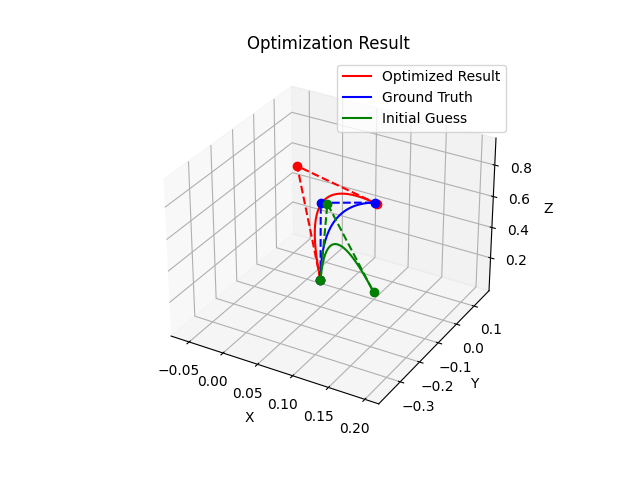 Optimization Result
Optimized Result
Ground Truth
Initial Guess
0.8
0.6
0.4
0.2
Z
0.1
0.0
−0.1
−0.2
−0.3
Y
−0.05
0.00
0.05
0.10
0.15
0.20
X